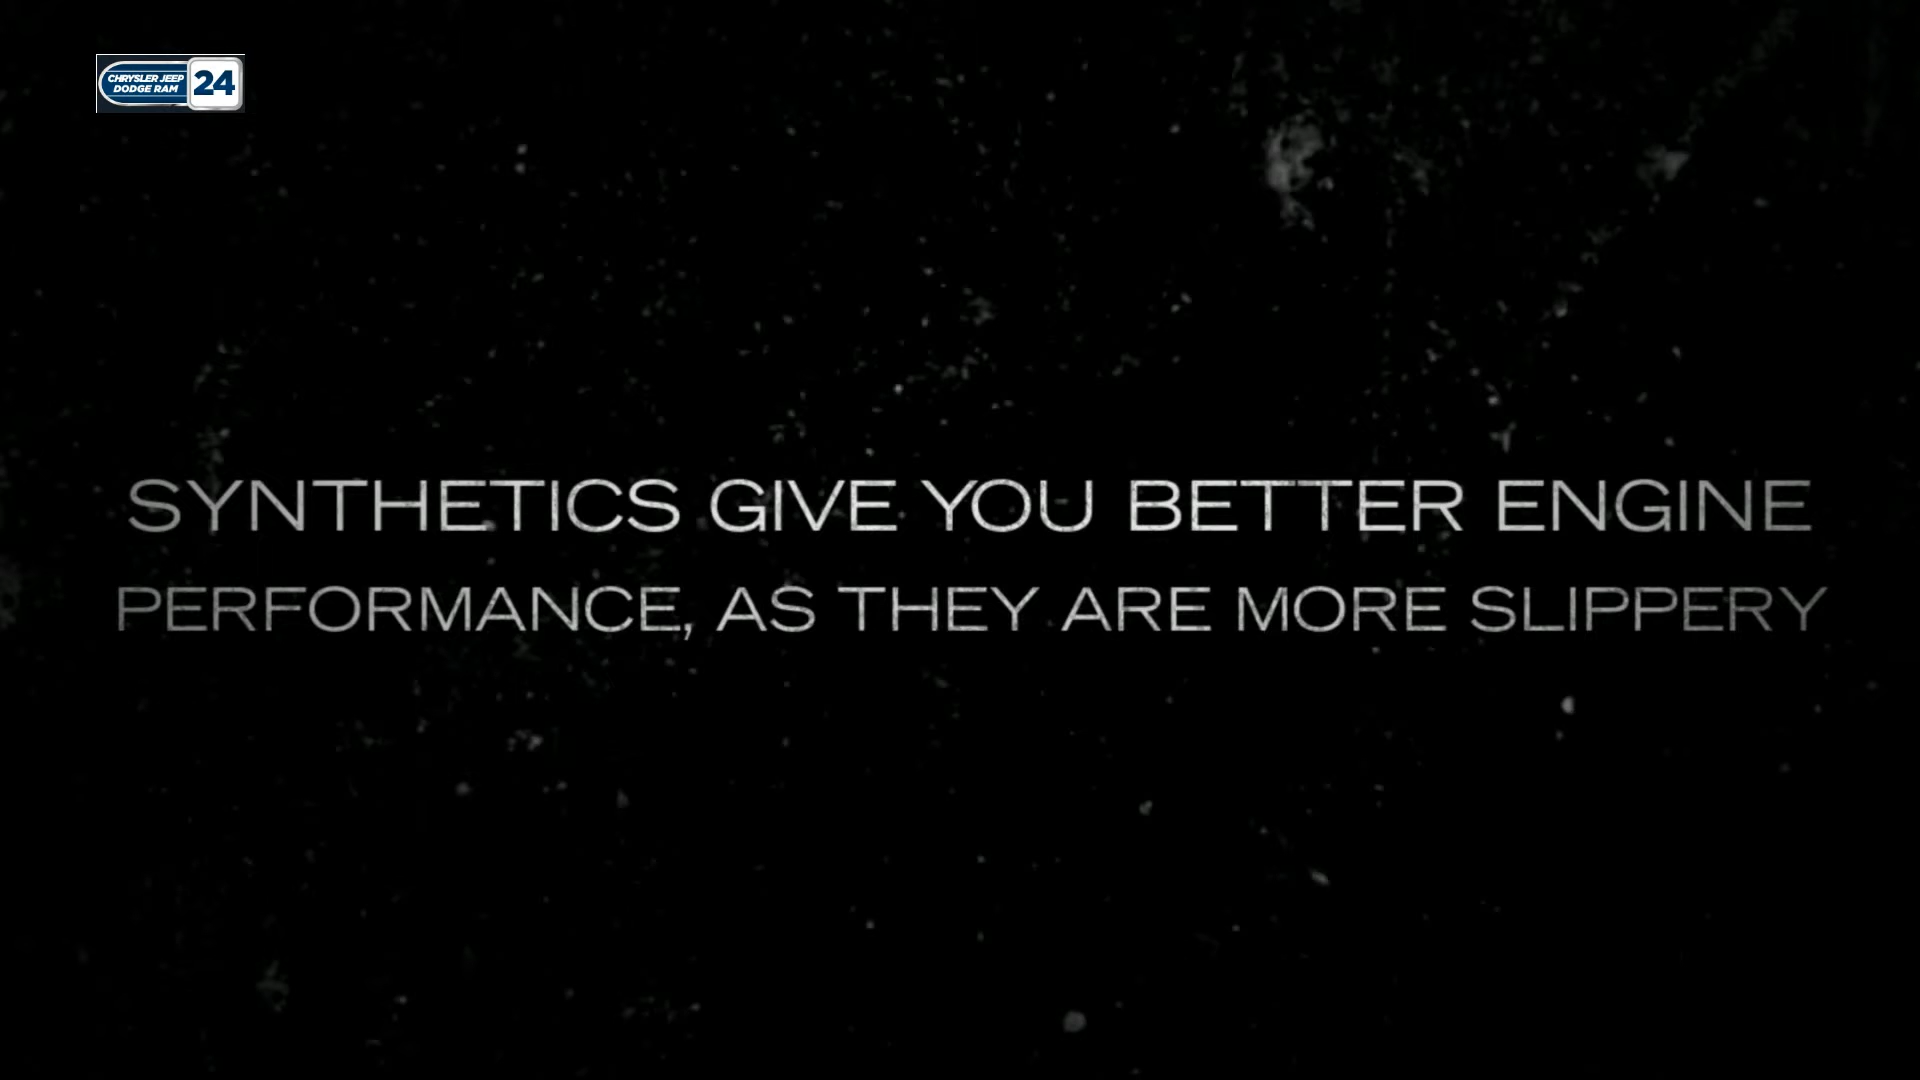 CHRYSLER JEEP
DODGE RAM
24
SYNTHETICS GIVE YOU BETTER ENGINE
PERFORMANCE, AS THEY ARE MORE SLIPPERY